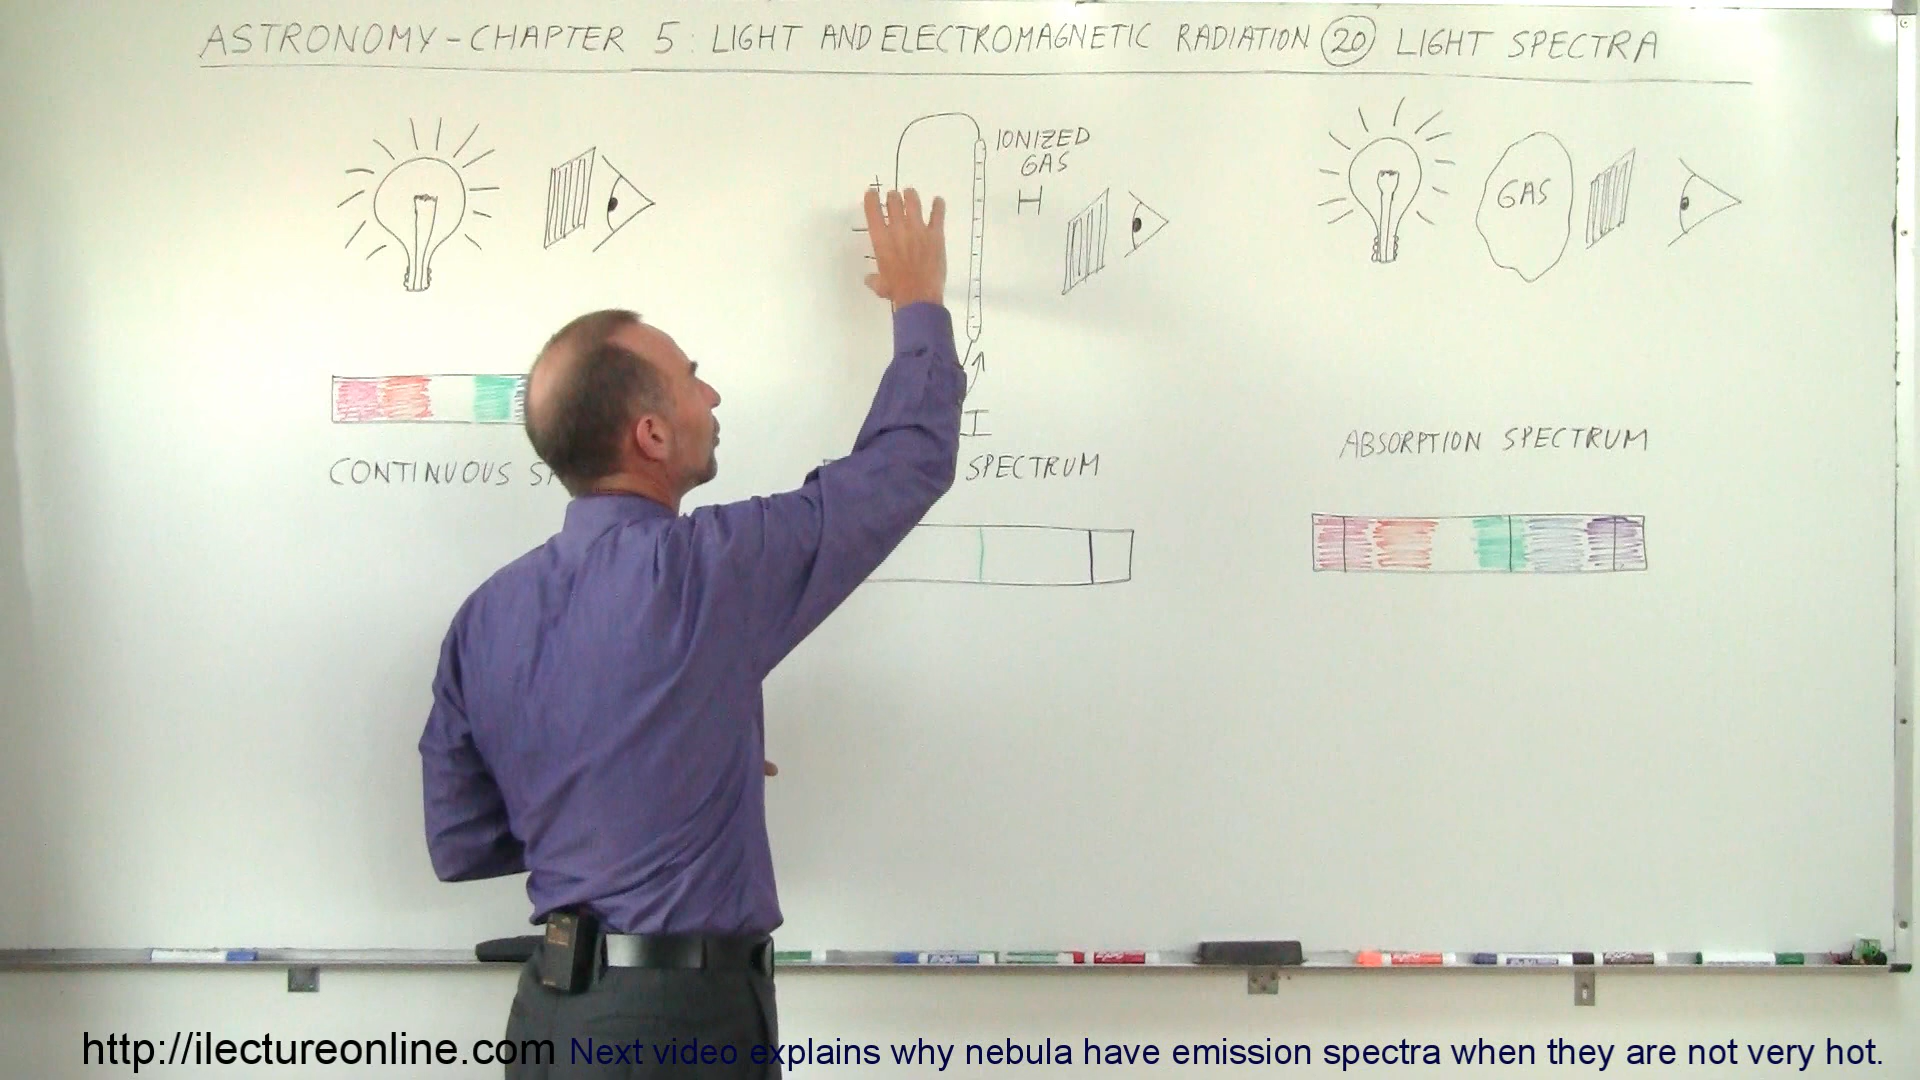 ASTRONOMY - CHAPTER 5 : LIGHT AND ELECTROMAGNETIC RADIATION 20 LIGHT SPECTRA
IONIZED
GAS
H
GAS
+
I
CONTINUOUS
SPECTRUM
ABSORPTION SPECTRUM
http://ilectureonline.com Next video explains why nebula have emission spectra when they are not very hot.